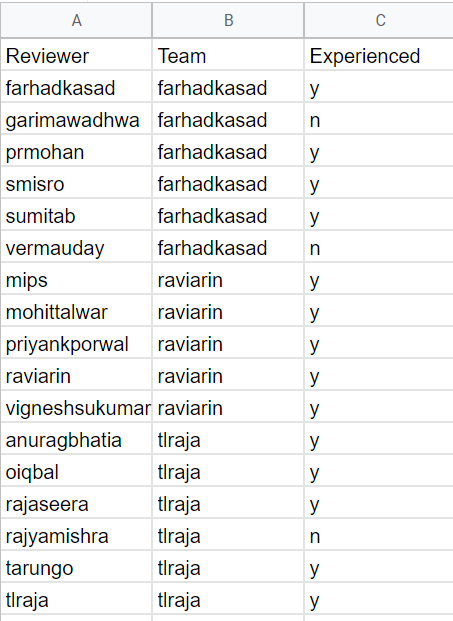 A B C
Reviewer Team Experienced
farhadkasad farhadkasad y
garimawadhwa farhadkasad n
prmohan farhadkasad y
smisro farhadkasad y
sumitab farhadkasad y
vermauday farhadkasad n
mips raviarin y
mohittalwar raviarin y
priyankporwal raviarin y
raviarin raviarin y
vigneshsukumar raviarin y
anuragbhatia tlraja y
oiqbal tlraja y
rajaseera tlraja y
rajyamishra tlraja n
tarungo tlraja y
tlraja tlraja y